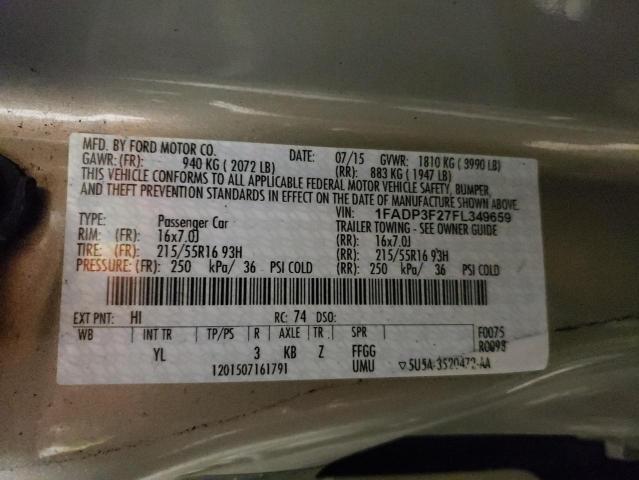 MFD. BY FORD MOTOR CO. DATE: 07/15 GVWR: 1810 KG ( 3990 LB)
GAWR: (FR): 940 KG ( 2072 LB) (RR): 883 KG ( 1947 LB)
THIS VEHICLE CONFORMS TO ALL APPLICABLE FEDERAL MOTOR VEHICLE SAFETY, BUMPER,
AND THEFT PREVENTION STANDARDS IN EFFECT ON THE DATE OF MANUFACTURE SHOWN ABOVE.
VIN: 1FADP3F27FL349659
TYPE: Passenger Car TRAILER TOWING - SEE OWNER GUIDE
RIM: (FR): 16x7.0J (RR): 16x7.0J
TIRE: (FR): 215/55R16 93H (RR): 215/55R16 93H
PRESSURE: (FR): 250 kPa/ 36 PSI COLD (RR): 250 kPa/ 36 PSI COLD
EXT PNT: HI RC: 74 DSO:
WB INT TR TP/PS R AXLE TR SPR F0075
YL 3 KB Z FFGG R0093
1201507161791 UMU 5U5A-3520472-AA